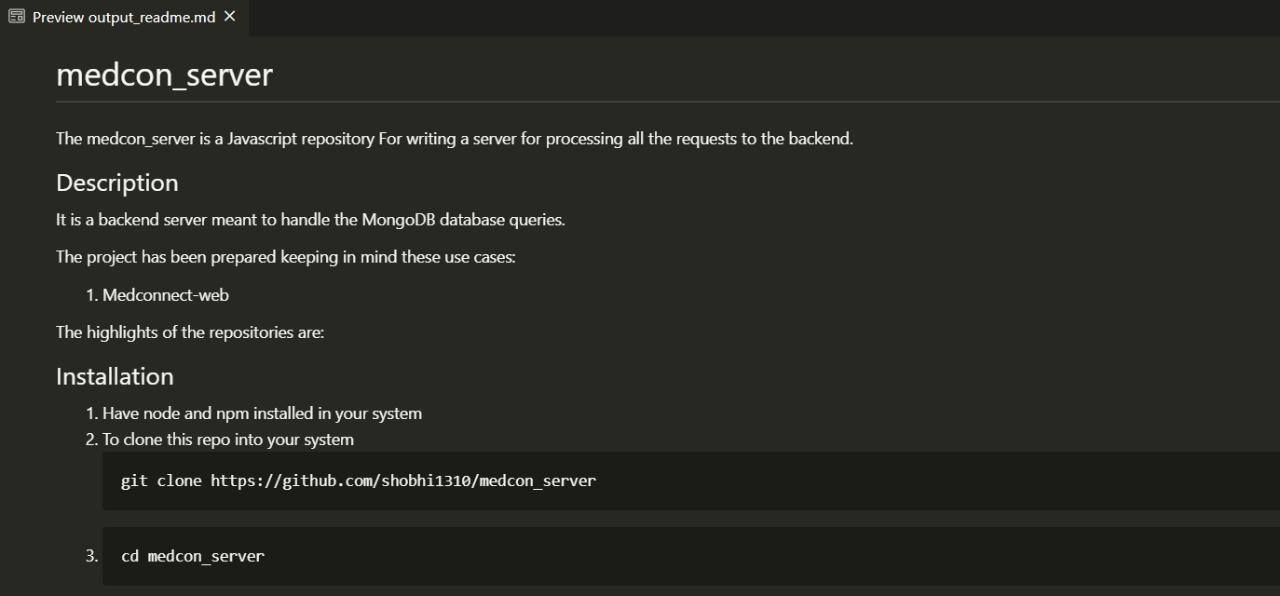 Preview output_readme.md
medcon_server
The medcon_server is a Javascript repository For writing a server for processing all the requests to the backend.
Description
It is a backend server meant to handle the MongoDB database queries.
The project has been prepared keeping in mind these use cases:
1. Medconnect-web
The highlights of the repositories are:
Installation
1. Have node and npm installed in your system
2. To clone this repo into your system
git clone https://github.com/shobhi1310/medcon_server
3. cd medcon_server